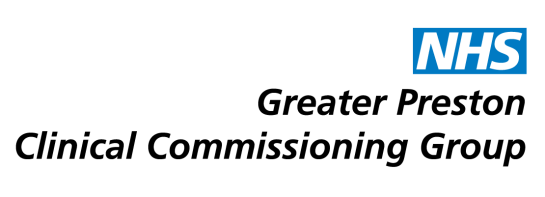 NHS
Greater Preston
Clinical Commissioning Group